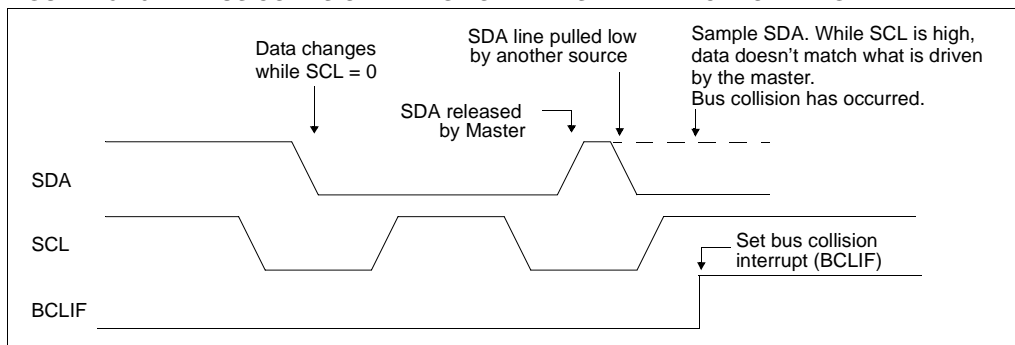 Data changes
while SCL = 0
SDA line pulled low
by another source
Sample SDA. While SCL is high,
data doesn't match what is driven
by the master.
Bus collision has occurred.
SDA released
by Master
SDA
SCL
Set bus collision
interrupt (BCLIF)
BCLIF